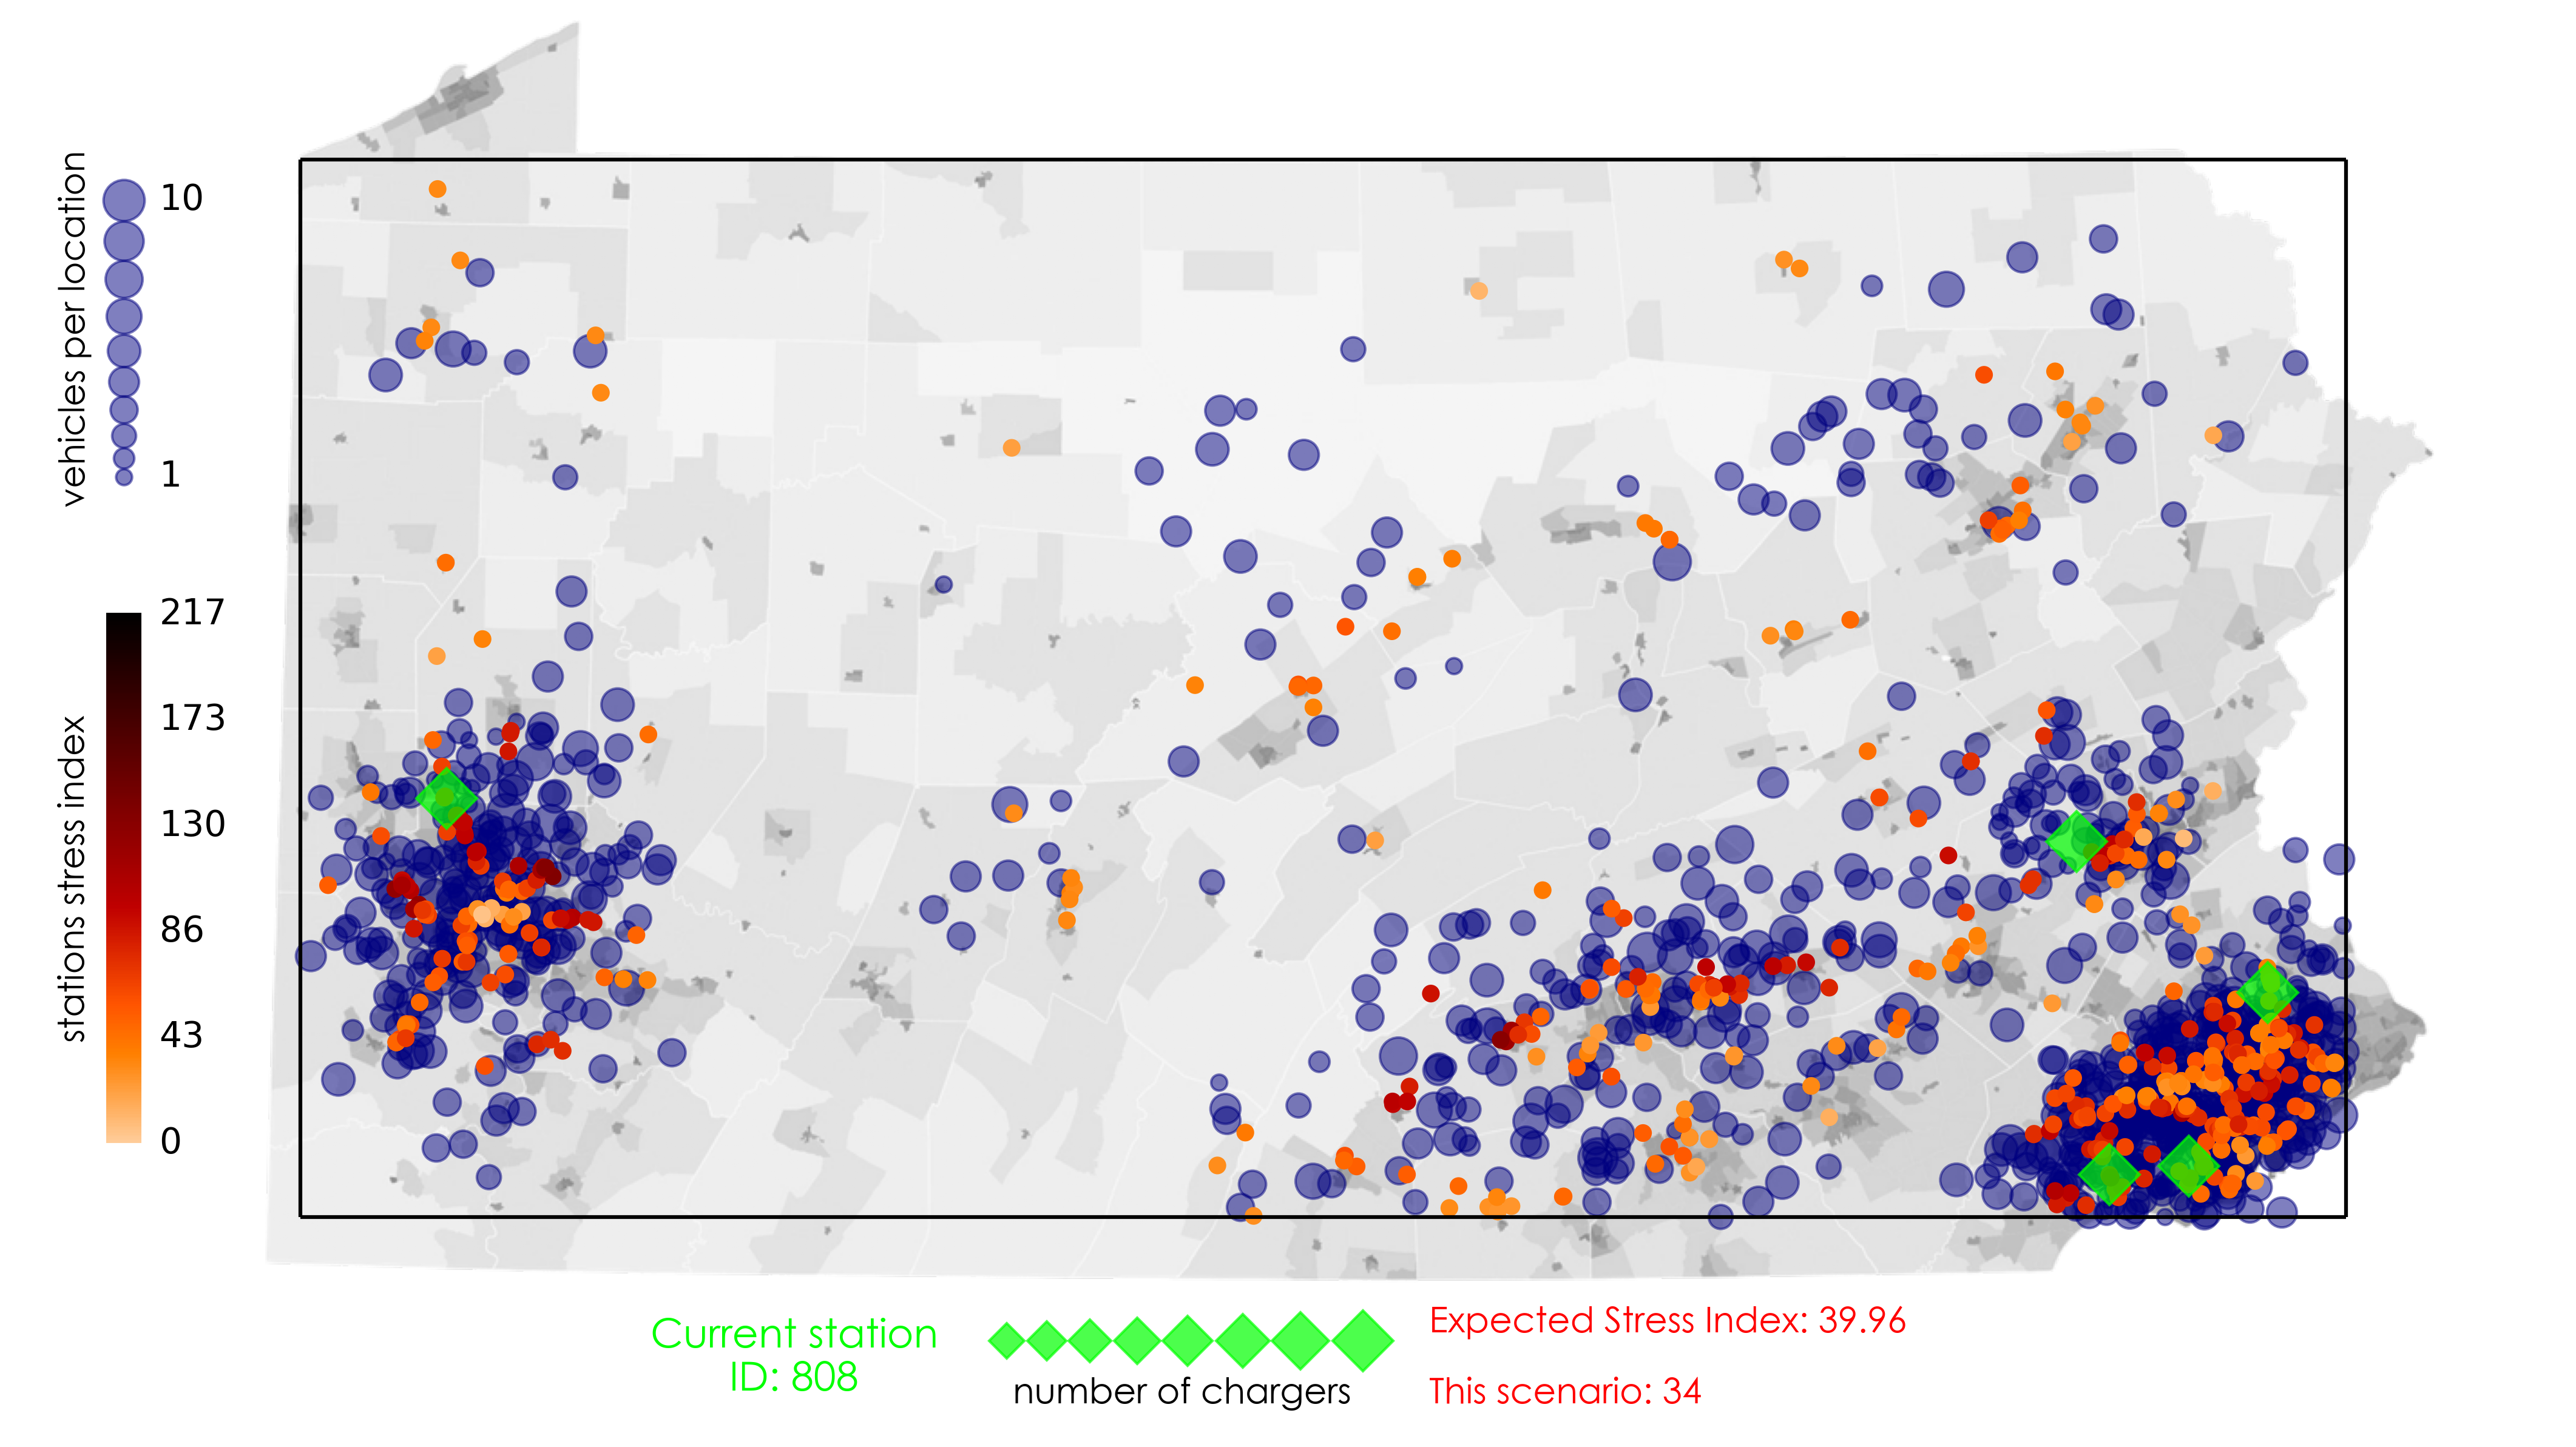 vehicles per location
10
1
stations stress index
217
173
130
86
43
0
Current station
ID: 808
number of chargers
Expected Stress Index: 39.96
This scenario: 34